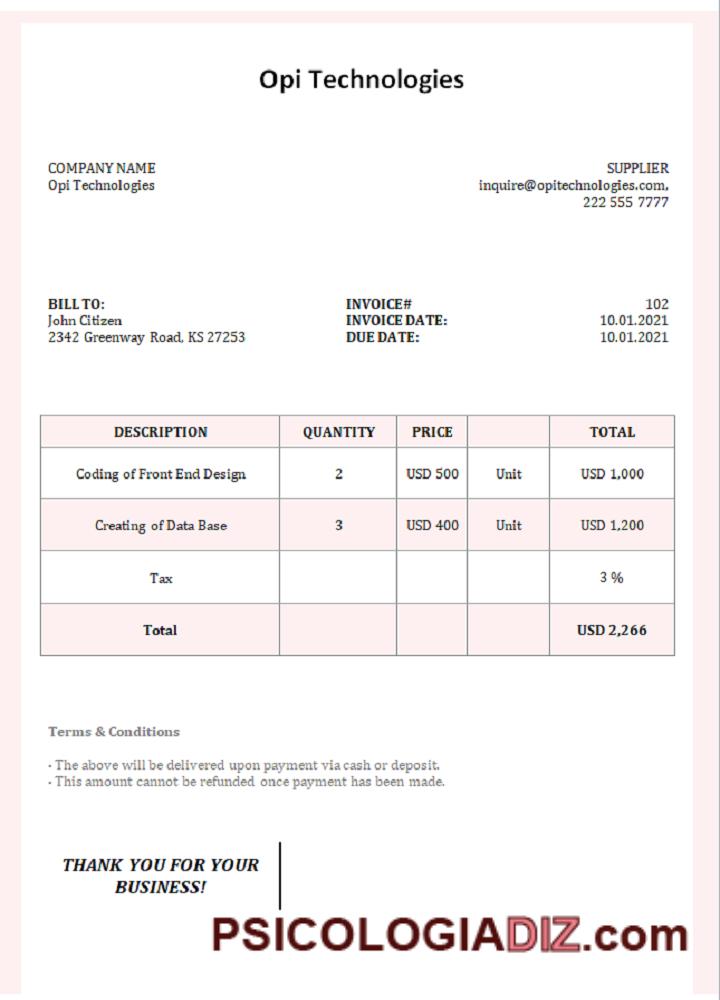 Opi Technologies
COMPANY NAME
Opi Technologies
SUPPLIER
inquire@opitechnologies.com,
222 555 7777
BILL TO:
John Citizen
2342 Greenway Road, KS 27253
INVOICE# 102
INVOICE DATE: 10.01.2021
DUE DATE: 10.01.2021
DESCRIPTION QUANTITY PRICE TOTAL
Coding of Front End Design 2 USD 500 Unit USD 1,000
Creating of Data Base 3 USD 400 Unit USD 1,200
Tax 3 %
Total USD 2,266
Terms & Conditions
- The above will be delivered upon payment via cash or deposit.
- This amount cannot be refunded once payment has been made.
THANK YOU FOR YOUR
BUSINESS!
PSICOLOGIADIZ.com